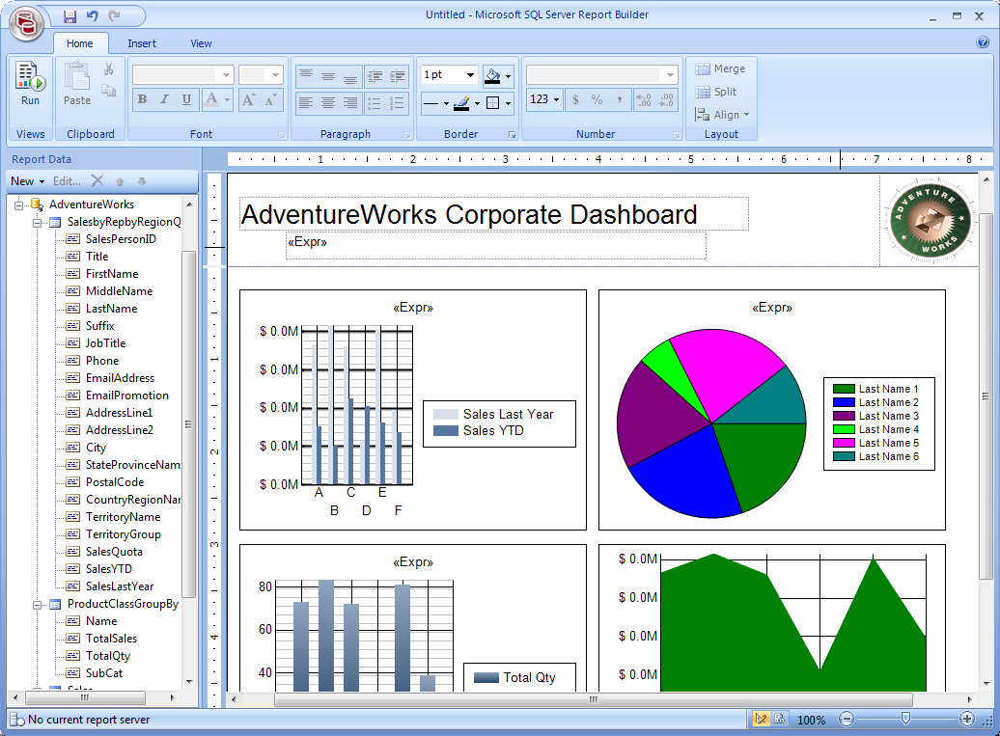 Untitled - Microsoft SQL Server Report Builder
Home Insert View
Run
Paste
1 pt
B I U A A A
123 $ % ,
Merge
Split
Align
Views Clipboard Font Paragraph Border Number Layout
Report Data
New Edit...
1 2 3 4 5 6 7 8
AdventureWorks
SalesbyRepbyRegionQ
SalesPersonID
Title
FirstName
MiddleName
LastName
Suffix
JobTitle
Phone
EmailAddress
EmailPromotion
AddressLine1
AddressLine2
City
StateProvinceNam
PostalCode
CountryRegionNar
TerritoryName
TerritoryGroup
SalesQuota
SalesYTD
SalesLastYear
ProductClassGroupBy
Name
TotalSales
TotalQty
SubCat
1
2
3
4
AdventureWorks Corporate Dashboard
«Expr»
ADVENTURE
WORKS
«Expr»
$ 0.0M
$ 0.0M
$ 0.0M
$ 0.0M
$ 0.0M
A C E
B D F
Sales Last Year
Sales YTD
«Expr»
Last Name 1
Last Name 2
Last Name 3
Last Name 4
Last Name 5
Last Name 6
«Expr»
80
60
40
Total Qty
$ 0.0M
$ 0.0M
$ 0.0M
$ 0.0M
No current report server
100%